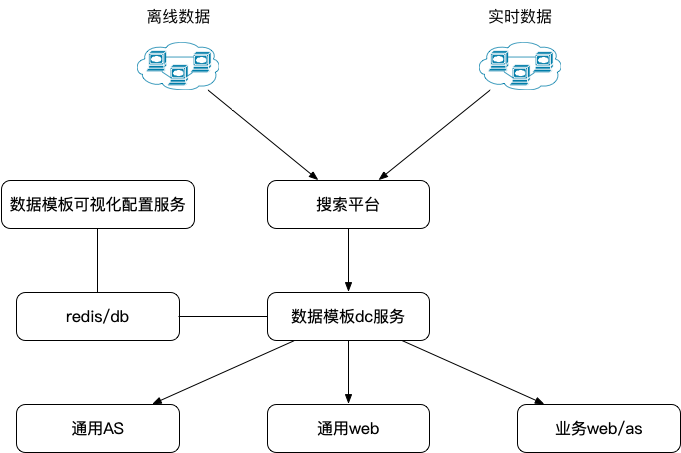 离线数据
实时数据
数据模板可视化配置服务
搜索平台
redis/db
数据模板dc服务
通用AS
通用web
业务web/as